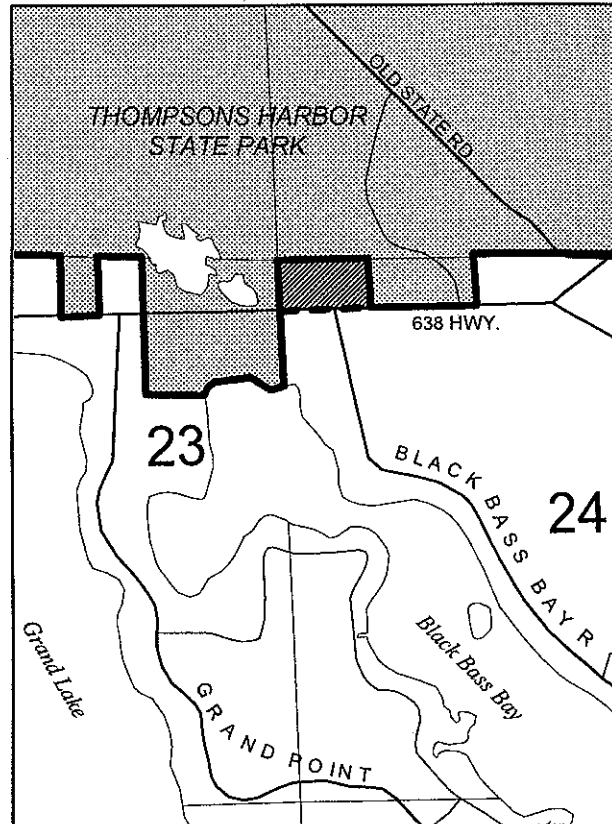 THOMPSONS HARBOR
STATE PARK
OLD STATE RD
638 HWY.
23
BLACK BASS BAY R
24
Grand Lake
Black Bass Bay
GRAND POINT